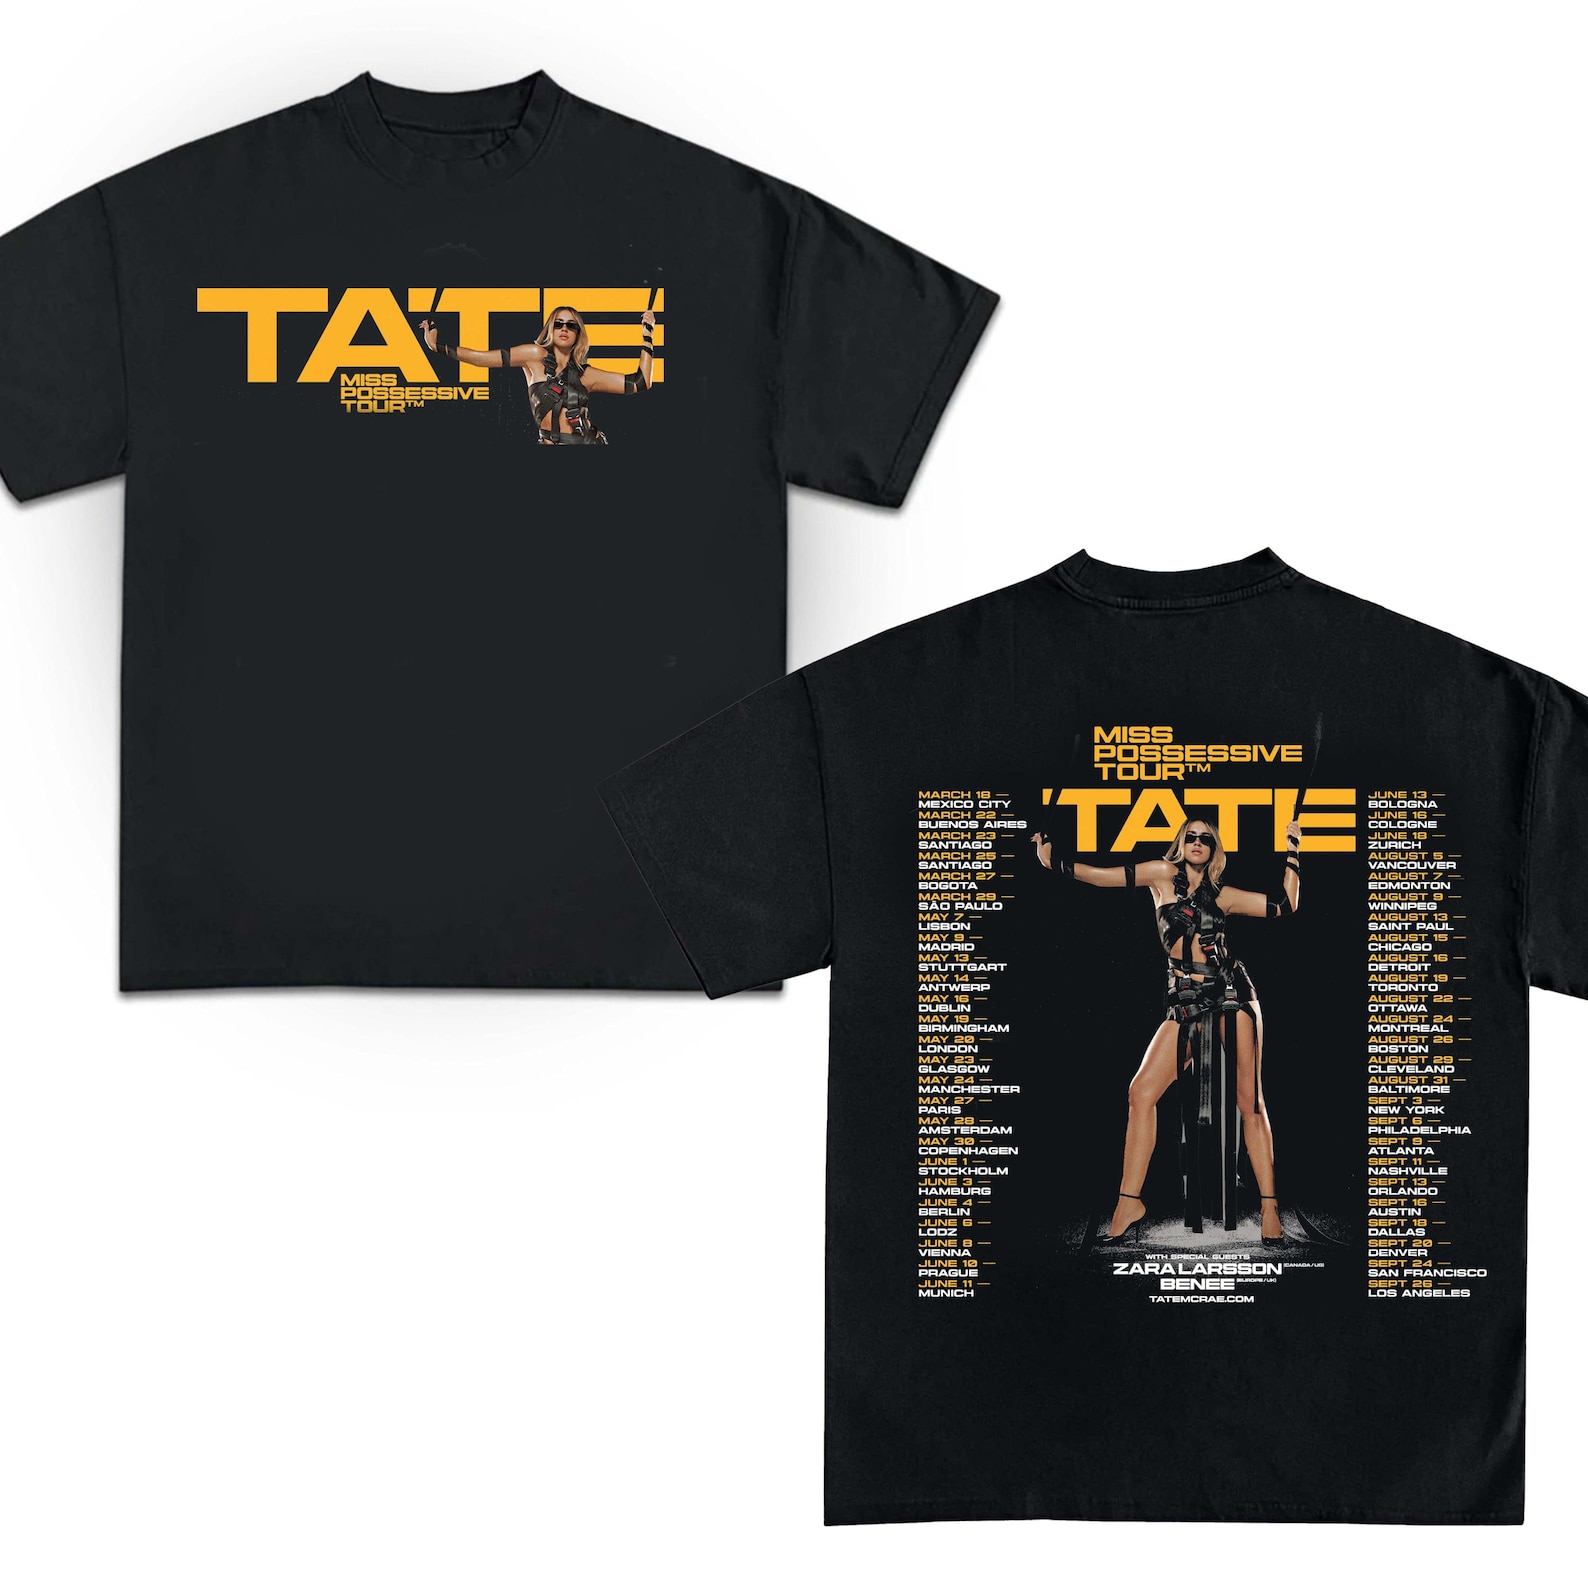 TATE
MISS
POSSESSIVE
TOUR™
MISS
POSSESSIVE
TOUR™
TATE
MARCH 18 —
MEXICO CITY
MARCH 22 —
BUENOS AIRES
MARCH 23 —
SANTIAGO
MARCH 25 —
SANTIAGO
MARCH 27 —
BOGOTA
MARCH 29 —
SÃO PAULO
MAY 7 —
LISBON
MAY 9 —
MADRID
MAY 13 —
STUTTGART
MAY 14 —
ANTWERP
MAY 16 —
DUBLIN
MAY 19 —
BIRMINGHAM
MAY 20 —
LONDON
MAY 23 —
GLASGOW
MAY 24 —
MANCHESTER
MAY 27 —
PARIS
MAY 28 —
AMSTERDAM
MAY 30 —
COPENHAGEN
JUNE 1 —
STOCKHOLM
JUNE 3 —
HAMBURG
JUNE 4 —
BERLIN
JUNE 6 —
LODZ
JUNE 8 —
VIENNA
JUNE 10 —
PRAGUE
JUNE 11 —
MUNICH
JUNE 13 —
BOLOGNA
JUNE 16 —
COLOGNE
JUNE 18 —
ZURICH
AUGUST 5 —
VANCOUVER
AUGUST 7 —
EDMONTON
AUGUST 9 —
WINNIPEG
AUGUST 13 —
SAINT PAUL
AUGUST 15 —
CHICAGO
AUGUST 16 —
DETROIT
AUGUST 19 —
TORONTO
AUGUST 22 —
OTTAWA
AUGUST 24 —
MONTREAL
AUGUST 26 —
BOSTON
AUGUST 29 —
CLEVELAND
AUGUST 31 —
BALTIMORE
SEPT 3 —
NEW YORK
SEPT 6 —
PHILADELPHIA
SEPT 9 —
ATLANTA
SEPT 11 —
NASHVILLE
SEPT 13 —
ORLANDO
SEPT 16 —
AUSTIN
SEPT 18 —
DALLAS
SEPT 20 —
DENVER
SEPT 24 —
SAN FRANCISCO
SEPT 26 —
LOS ANGELES
WITH SPECIAL GUESTS
ZARA LARSSON (CANADA/US)
BENEE (EUROPE/UK)
TATEMCRAE.COM